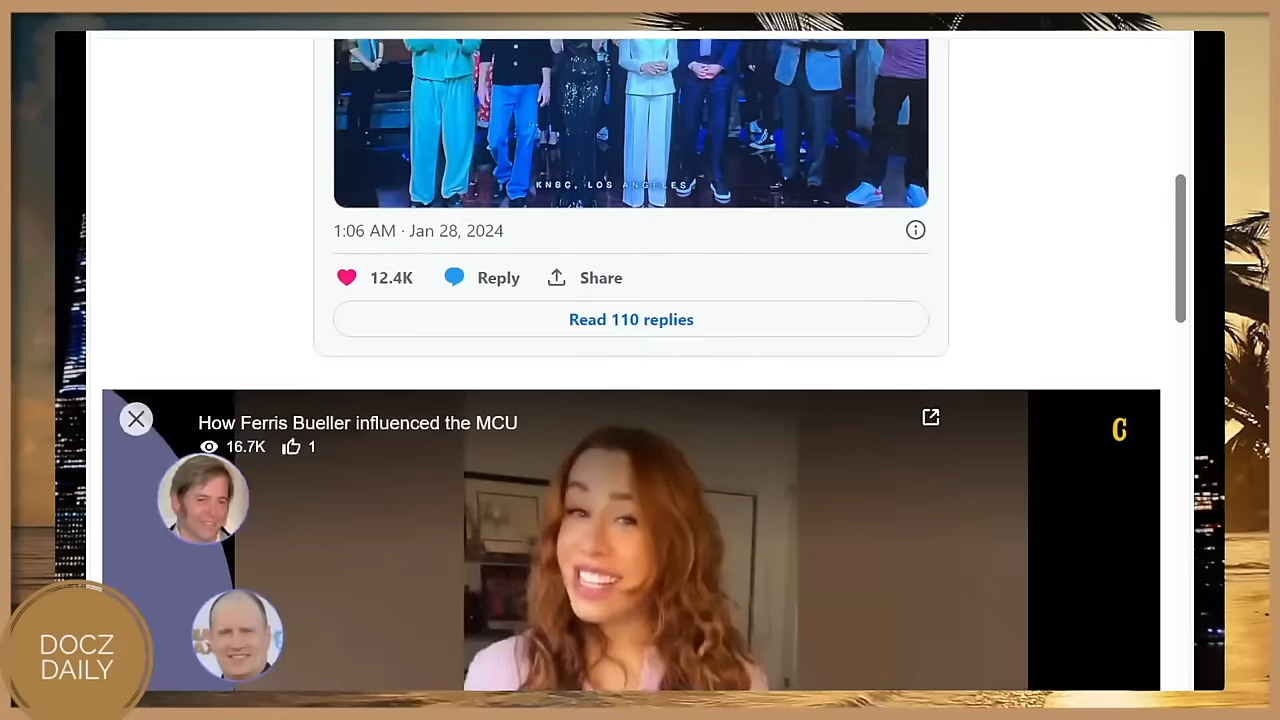 KNBC, LOS ANGELES
1:06 AM · Jan 28, 2024
12.4K Reply Share
Read 110 replies
How Ferris Bueller influenced the MCU
16.7K 1
C
DOCZ
DAILY